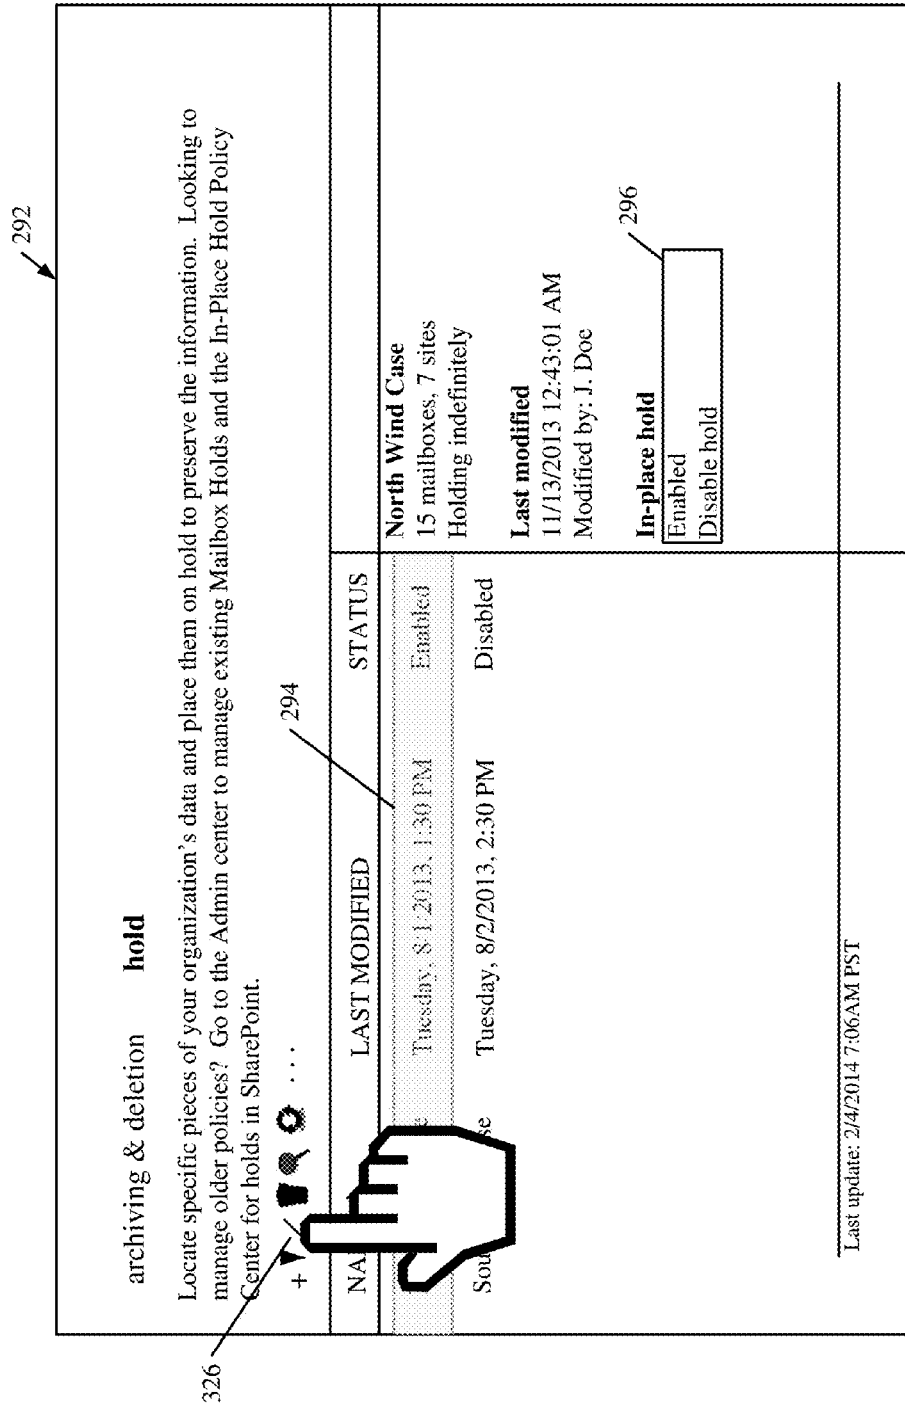 292
archiving & deletion hold
Locate specific pieces of your organization's data and place them on hold to preserve the information. Looking to
manage older policies? Go to the Admin center to manage existing Mailbox Holds and the In-Place Hold Policy
Center for holds in SharePoint.
+ ...
326
294
NA LAST MODIFIED STATUS
e Tuesday, 8 1 2013, 1:30 PM Enabled
Sou se Tuesday, 8/2/2013, 2:30 PM Disabled
North Wind Case
15 mailboxes, 7 sites
Holding indefinitely
Last modified
11/13/2013 12:43:01 AM
Modified by: J. Doe
In-place hold
296
Enabled
Disable hold
Last update: 2/4/2014 7:06AM PST